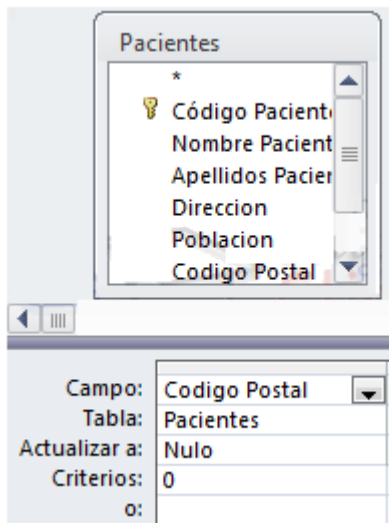 Pacientes
*
Código Paciente
Nombre Pacient
Apellidos Pacier
Direccion
Poblacion
Codigo Postal
Campo: Codigo Postal
Tabla: Pacientes
Actualizar a: Nulo
Criterios: 0
o: